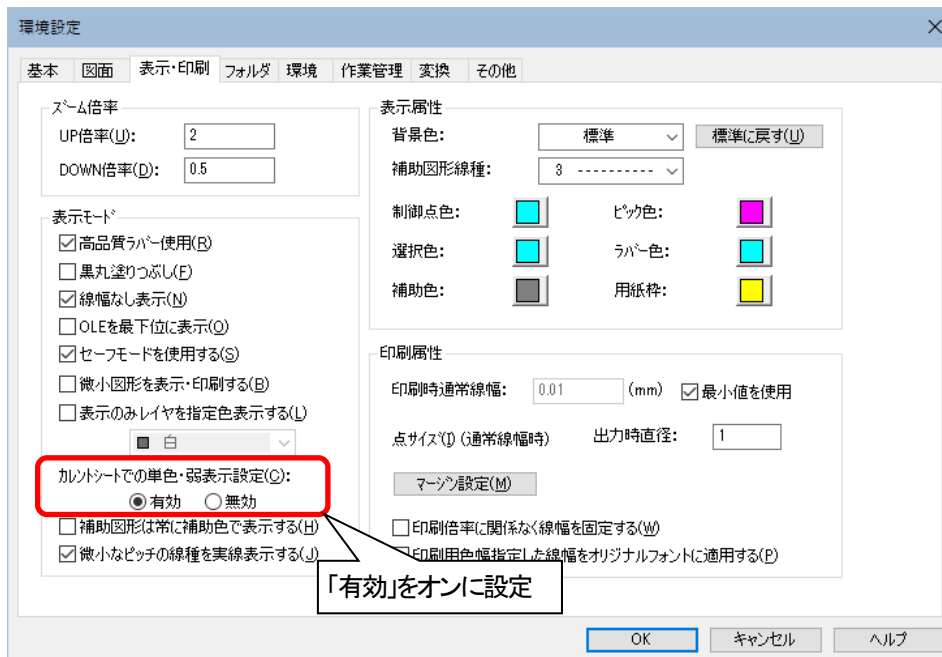 環境設定
基本 図面 表示・印刷 フォルダ 環境 作業管理 変換 その他
ズーム倍率
UP倍率(U): 2
DOWN倍率(D): 0.5
表示モード
☑高品質ラバー使用(R)
☐黒丸塗りつぶし(F)
☑線幅なし表示(N)
☐OLEを最下位に表示(O)
☑セーフモードを使用する(S)
☐微小図形を表示・印刷する(B)
☐表示のみレイヤを指定色表示する(L)
白
カレントシートでの単色・弱表示設定(C):
◉有効 ○無効
☐補助図形は常に補助色で表示する(H)
☑微小なピッチの線種を実線表示する(J)
表示属性
背景色: 標準 標準に戻す(U)
補助図形線種: 3 ----------
制御点色: ピック色:
選択色: ラバー色:
補助色: 用紙枠:
印刷属性
印刷時通常線幅: 0.01 (mm) ☑最小値を使用
点サイズ(I) (通常線幅時) 出力時直径: 1
マージン設定(M)
☐印刷倍率に関係なく線幅を固定する(W)
印刷用色幅指定した線幅をオリジナルフォントに適用する(P)
「有効」をオンに設定
OK キャンセル ヘルプ